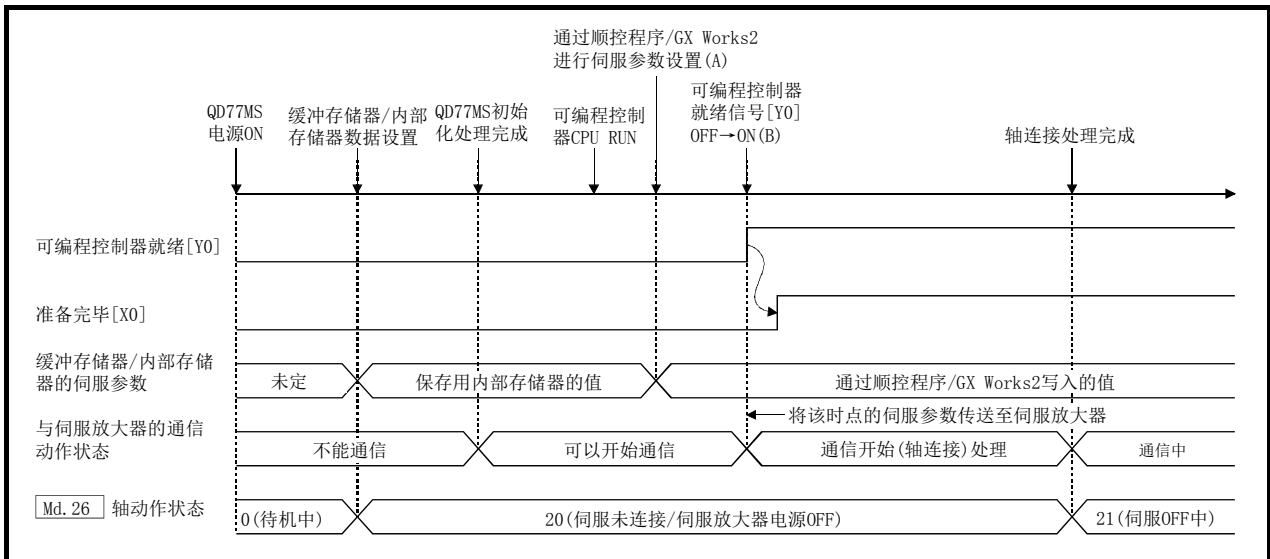 通过顺控程序/GX Works2
进行伺服参数设置(A)
QD77MS
电源ON
缓冲存储器/内部
存储器数据设置
QD77MS初始
化处理完成
可编程控制
器CPU RUN
可编程控制器
就绪信号[Y0]
OFF→ON(B)
轴连接处理完成
可编程控制器就绪[Y0]
准备完毕[X0]
缓冲存储器/内部存储
器的伺服参数
未定
保存用内部存储器的值
通过顺控程序/GX Works2写入的值
将该时点的伺服参数传送至伺服放大器
与伺服放大器的通信
动作状态
不能通信
可以开始通信
通信开始(轴连接)处理
通信中
Md.26 轴动作状态
0(待机中)
20(伺服未连接/伺服放大器电源OFF)
21(伺服OFF中)